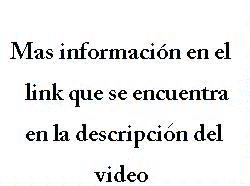 Mas información en el
link que se encuentra
en la descripción del
video